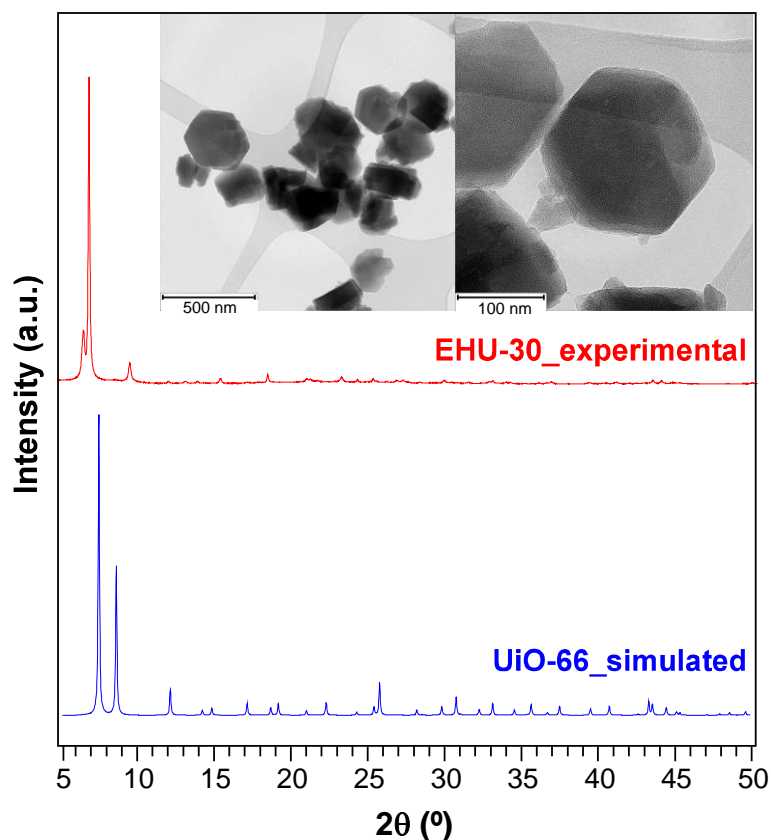 500 nm
100 nm
EHU-30_experimental
Intensity (a.u.)
UiO-66_simulated
5 10 15 20 25 30 35 40 45 50
2θ (º)